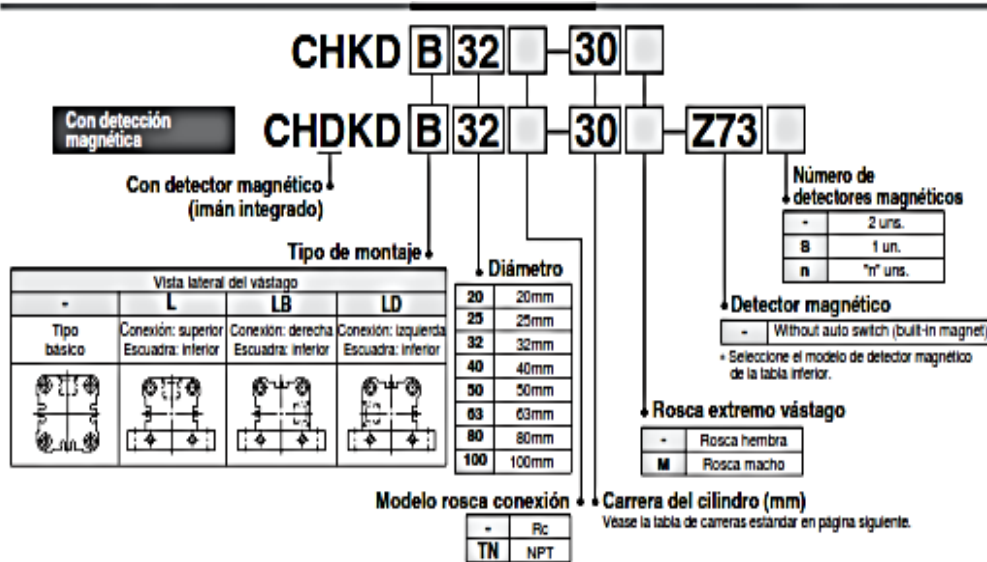 CHKD B 32 - 30
Con detección
magnética
CHDKD B 32 - 30 - Z73
Con detector magnético
(imán integrado)
Número de
detectores magnéticos
- 2 uns.
S 1 un.
n "n" uns.
Tipo de montaje
Vista lateral del vástago
- L LB LD
Tipo básico
Conexión: superior Escuadra: inferior
Conexión: derecha Escuadra: inferior
Conexión: izquierda Escuadra: inferior
Diámetro
20 20mm
25 25mm
32 32mm
40 40mm
50 50mm
63 63mm
80 80mm
100 100mm
Detector magnético
- Without auto switch (built-in magnet)
* Seleccione el modelo de detector magnético
de la tabla inferior.
Rosca extremo vástago
- Rosca hembra
M Rosca macho
Modelo rosca conexión
- Rc
TN NPT
Carrera del cilindro (mm)
Véase la tabla de carreras estándar en página siguiente.